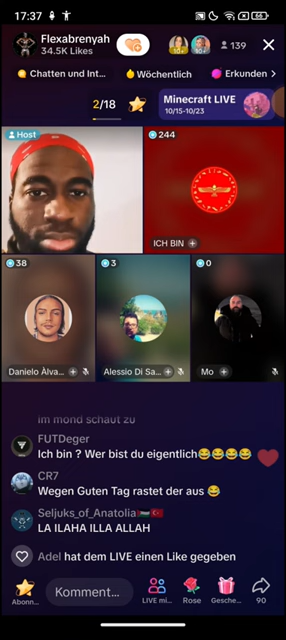 17:37
Flexabrenyah
34.5K Likes
10+
10+
139
Chatten und Int...
Wöchentlich
Erkunden
2/18
Minecraft LIVE
10/15-10/23
Host
244
ICH BIN
38
3
0
Danielo Àlva...
Alessio Di Sa...
Mo
im mond schaut zu
FUTDeger
Ich bin ? Wer bist du eigentlich😂😂😂😂
CR7
Wegen Guten Tag rastet der aus 😂
Seljuks_of_Anatolia🇵🇸🇹🇷
LA ILAHA ILLA ALLAH
Adel hat dem LIVE einen Like gegeben
Komment...
Abonn...
LIVE mi...
Rose
Gesche...
90